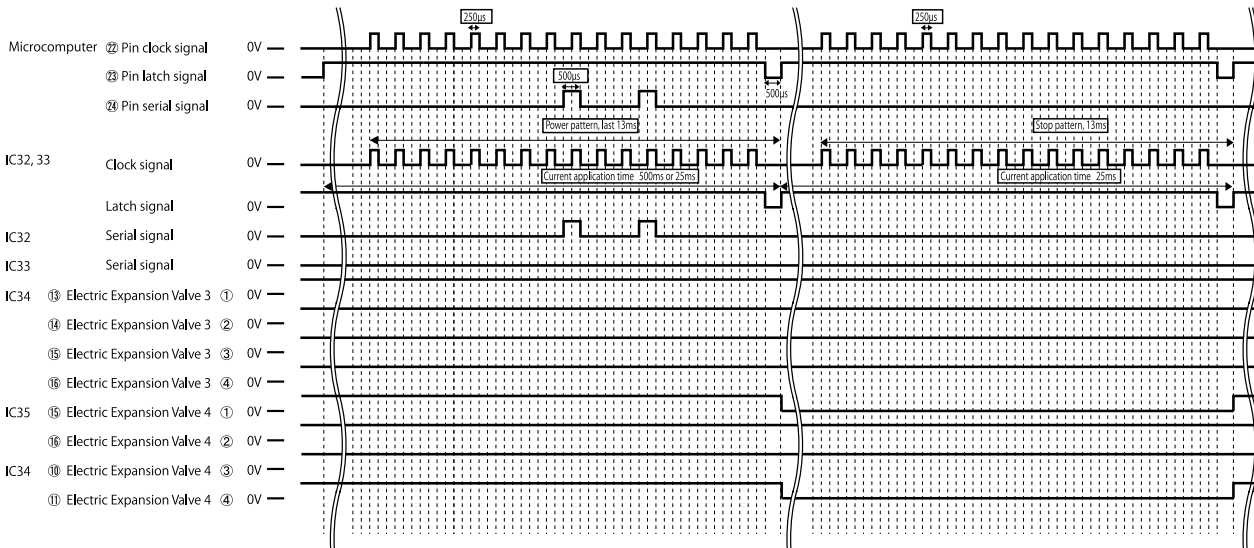 250µs
250µs
Microcomputer ㉒ Pin clock signal 0V
㉓ Pin latch signal 0V
500µs
500µs
㉔ Pin serial signal 0V
Power pattern, last 13ms
Stop pattern, 13ms
IC32, 33 Clock signal 0V
Current application time 500ms or 25ms
Current application time 25ms
Latch signal 0V
IC32 Serial signal 0V
IC33 Serial signal 0V
IC34 ⑬ Electric Expansion Valve 3 ① 0V
⑭ Electric Expansion Valve 3 ② 0V
⑮ Electric Expansion Valve 3 ③ 0V
⑯ Electric Expansion Valve 3 ④ 0V
IC35 ⑮ Electric Expansion Valve 4 ① 0V
⑯ Electric Expansion Valve 4 ② 0V
IC34 ⑩ Electric Expansion Valve 4 ③ 0V
⑪ Electric Expansion Valve 4 ④ 0V